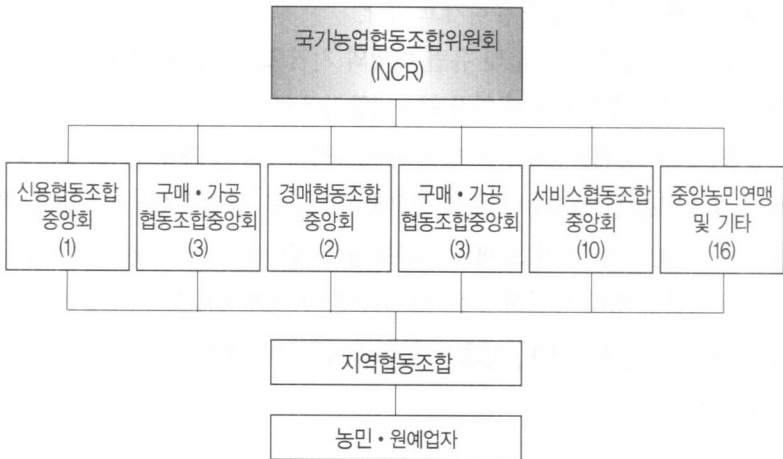 국가농업협동조합위원회
(NCR)
신용협동조합
중앙회
(1)
구매・가공
협동조합중앙회
(3)
경매협동조합
중앙회
(2)
구매・가공
협동조합중앙회
(3)
서비스협동조합
중앙회
(10)
중앙농민연맹
및 기타
(16)
지역협동조합
농민・원예업자